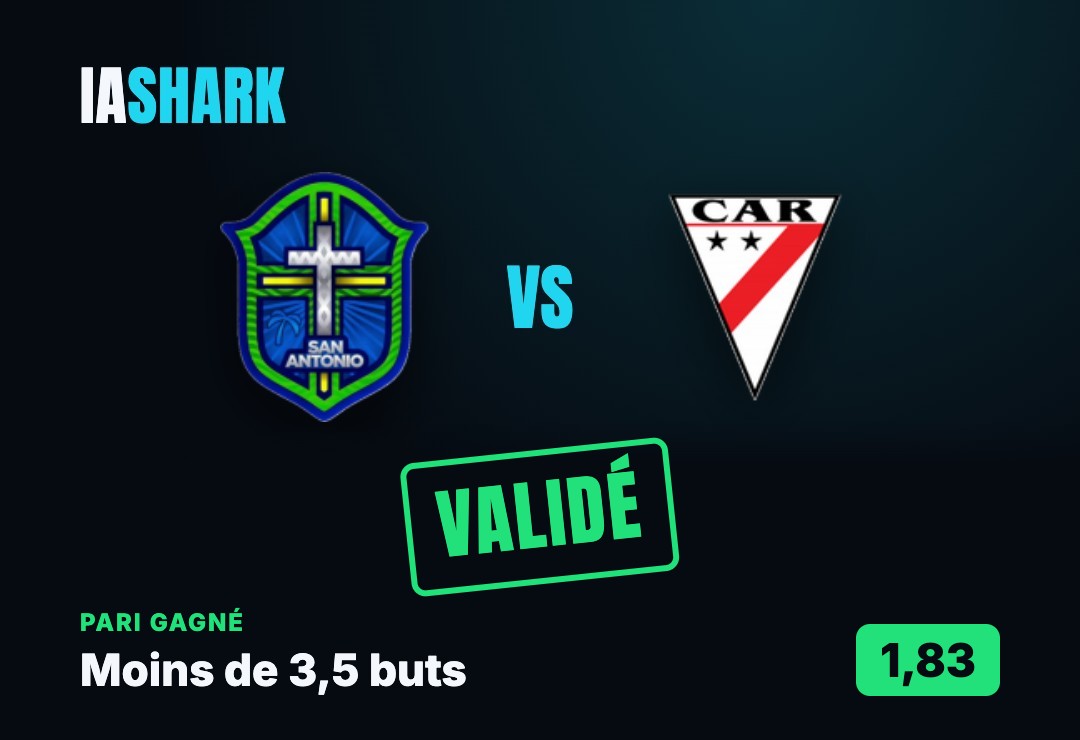 IASHARK
SAN
ANTONIO
VS
CAR
VALIDÉ
PARI GAGNÉ
Moins de 3,5 buts
1,83